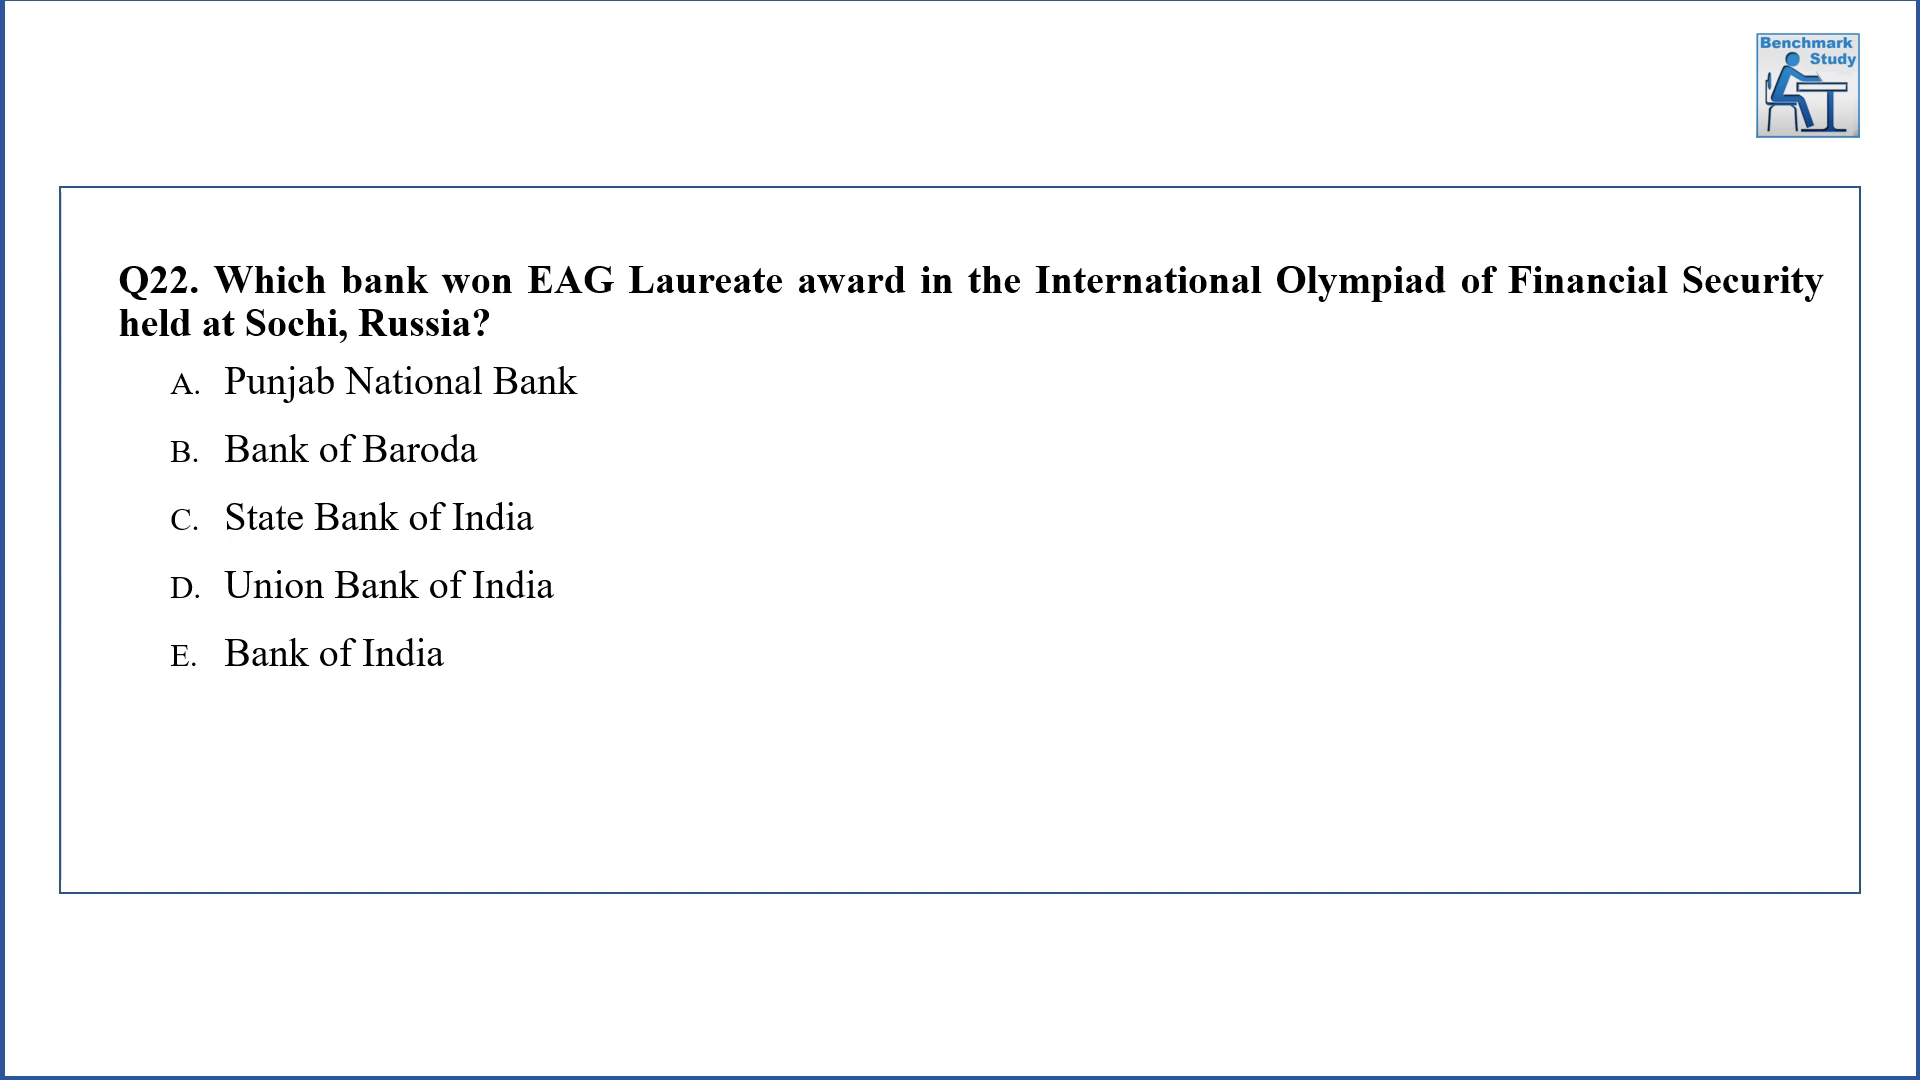 Benchmark
Study
Q22. Which bank won EAG Laureate award in the International Olympiad of Financial Security
held at Sochi, Russia?
A. Punjab National Bank
B. Bank of Baroda
C. State Bank of India
D. Union Bank of India
E. Bank of India